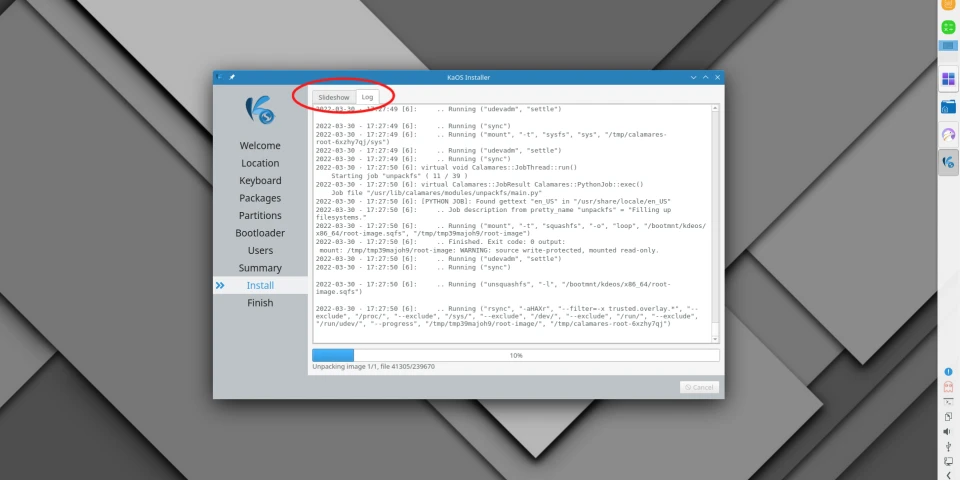 KaOS Installer
Slideshow
Log
Welcome
Location
Keyboard
Packages
Partitions
Bootloader
Users
Summary
Install
Finish
2022-03-30 - 17:27:49 [6]: .. Running ("udevadm", "settle")
2022-03-30 - 17:27:49 [6]: .. Running ("sync")
2022-03-30 - 17:27:49 [6]: .. Running ("mount", "-t", "sysfs", "sys", "/tmp/calamares-
root-6xzhy7qj/sys")
2022-03-30 - 17:27:49 [6]: .. Running ("udevadm", "settle")
2022-03-30 - 17:27:49 [6]: .. Running ("sync")
2022-03-30 - 17:27:50 [6]: virtual void Calamares::JobThread::run()
Starting job "unpackfs" ( 11 / 39 )
2022-03-30 - 17:27:50 [6]: virtual Calamares::JobResult Calamares::PythonJob::exec()
Job file "/usr/lib/calamares/modules/unpackfs/main.py"
2022-03-30 - 17:27:50 [6]: [PYTHON JOB]: Found gettext "en_US" in "/usr/share/locale/en_US"
2022-03-30 - 17:27:50 [6]: .. Job description from pretty_name "unpackfs" = "Filling up
filesystems."
2022-03-30 - 17:27:50 [6]: .. Running ("mount", "-t", "squashfs", "-o", "loop", "/bootmnt/kdeos/
x86_64/root-image.sqfs", "/tmp/tmp39majoh9/root-image")
2022-03-30 - 17:27:50 [6]: .. Finished. Exit code: 0 output:
mount: /tmp/tmp39majoh9/root-image: WARNING: source write-protected, mounted read-only.
2022-03-30 - 17:27:50 [6]: .. Running ("udevadm", "settle")
2022-03-30 - 17:27:50 [6]: .. Running ("sync")
2022-03-30 - 17:27:50 [6]: .. Running ("unsquashfs", "-l", "/bootmnt/kdeos/x86_64/root-
image.sqfs")
2022-03-30 - 17:27:50 [6]: .. Running ("rsync", "-aHAXr", "--filter=-x trusted.overlay.*", "--
exclude", "/proc/", "--exclude", "/sys/", "--exclude", "/dev/", "--exclude", "/run/", "--exclude",
"/run/udev/", "--progress", "/tmp/tmp39majoh9/root-image/", "/tmp/calamares-root-6xzhy7qj")
10%
Unpacking image 1/1, file 41305/239670
Cancel